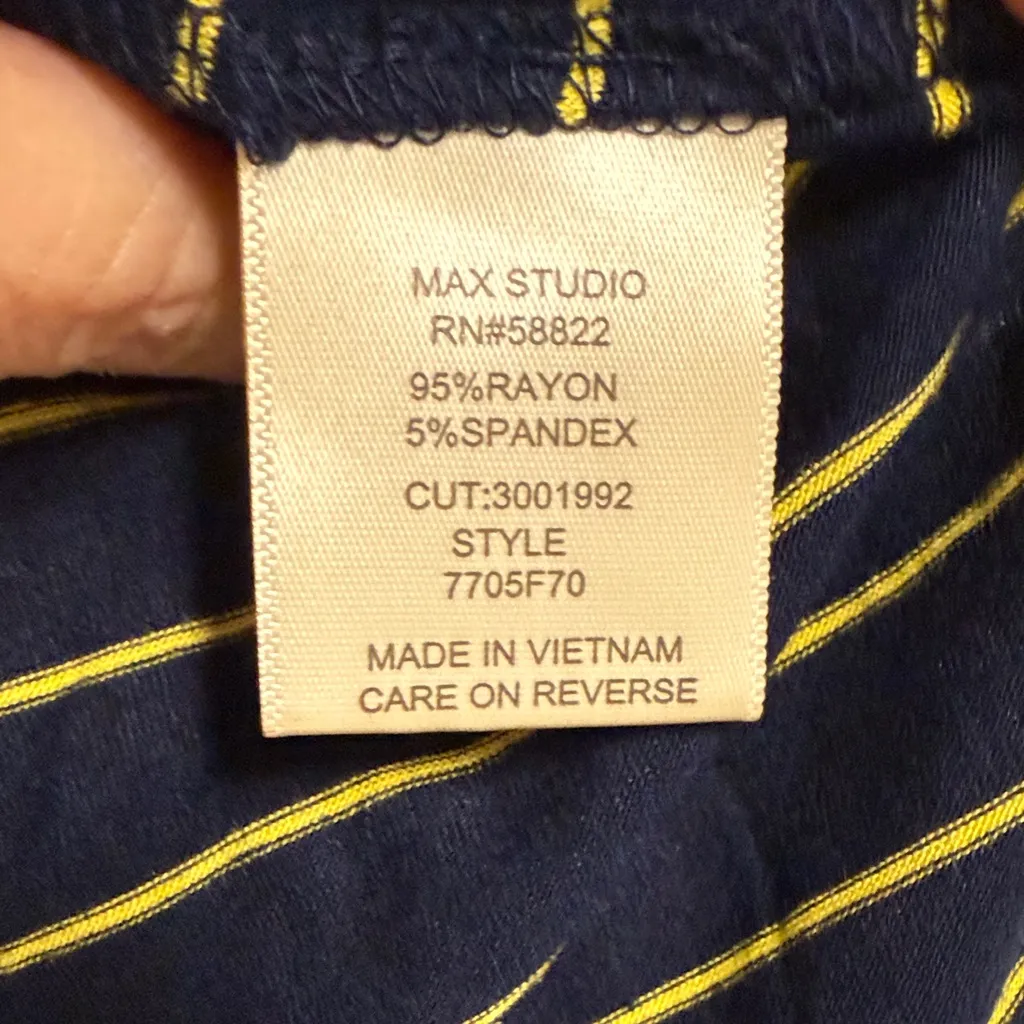 MAX STUDIO
RN#58822
95%RAYON
5%SPANDEX
CUT:3001992
STYLE
7705F70
MADE IN VIETNAM
CARE ON REVERSE